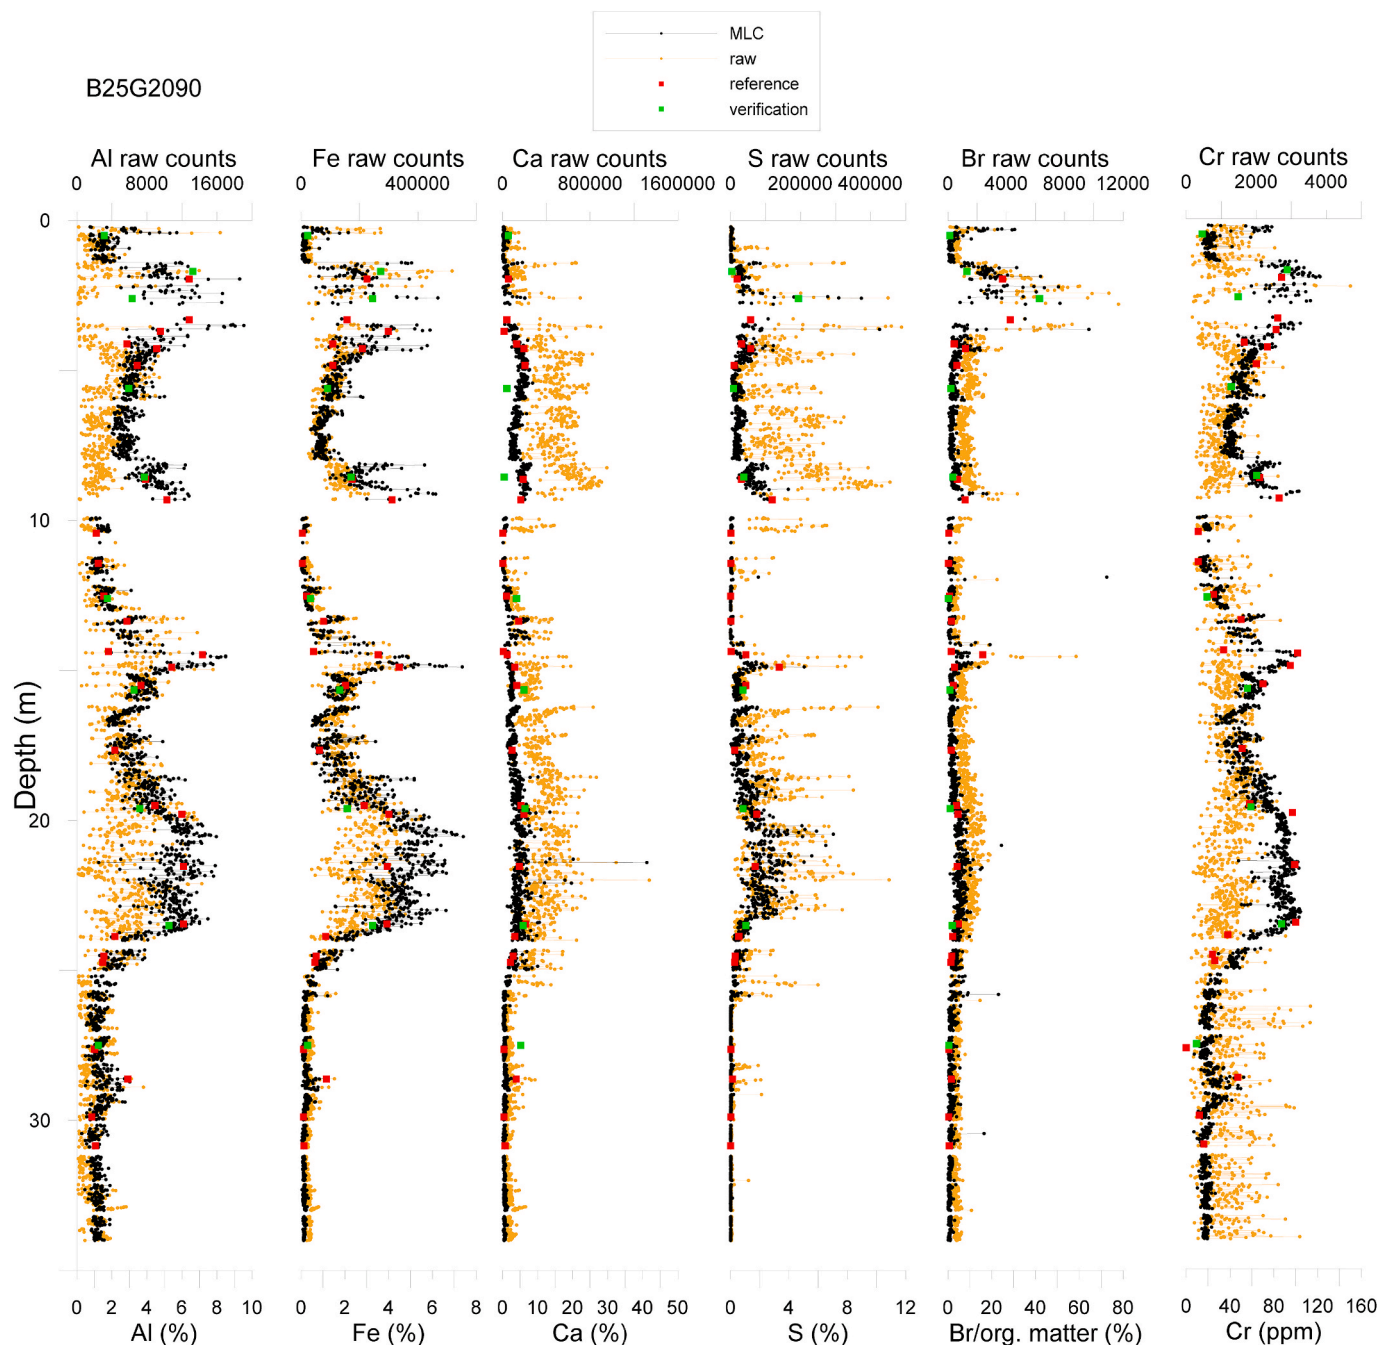 MLC
raw
reference
verification
B25G2090
Al raw counts Fe raw counts Ca raw counts S raw counts Br raw counts Cr raw counts
0 8000 16000 0 400000 0 800000 1600000 0 200000 400000 0 4000 12000 0 2000 4000
0
10
20
30
Depth (m)
0 2 4 6 8 10 0 2 4 6 8 0 10 20 30 40 50 0 4 8 12 0 20 40 60 80 0 40 80 120 160
Al (%) Fe (%) Ca (%) S (%) Br/org. matter (%) Cr (ppm)